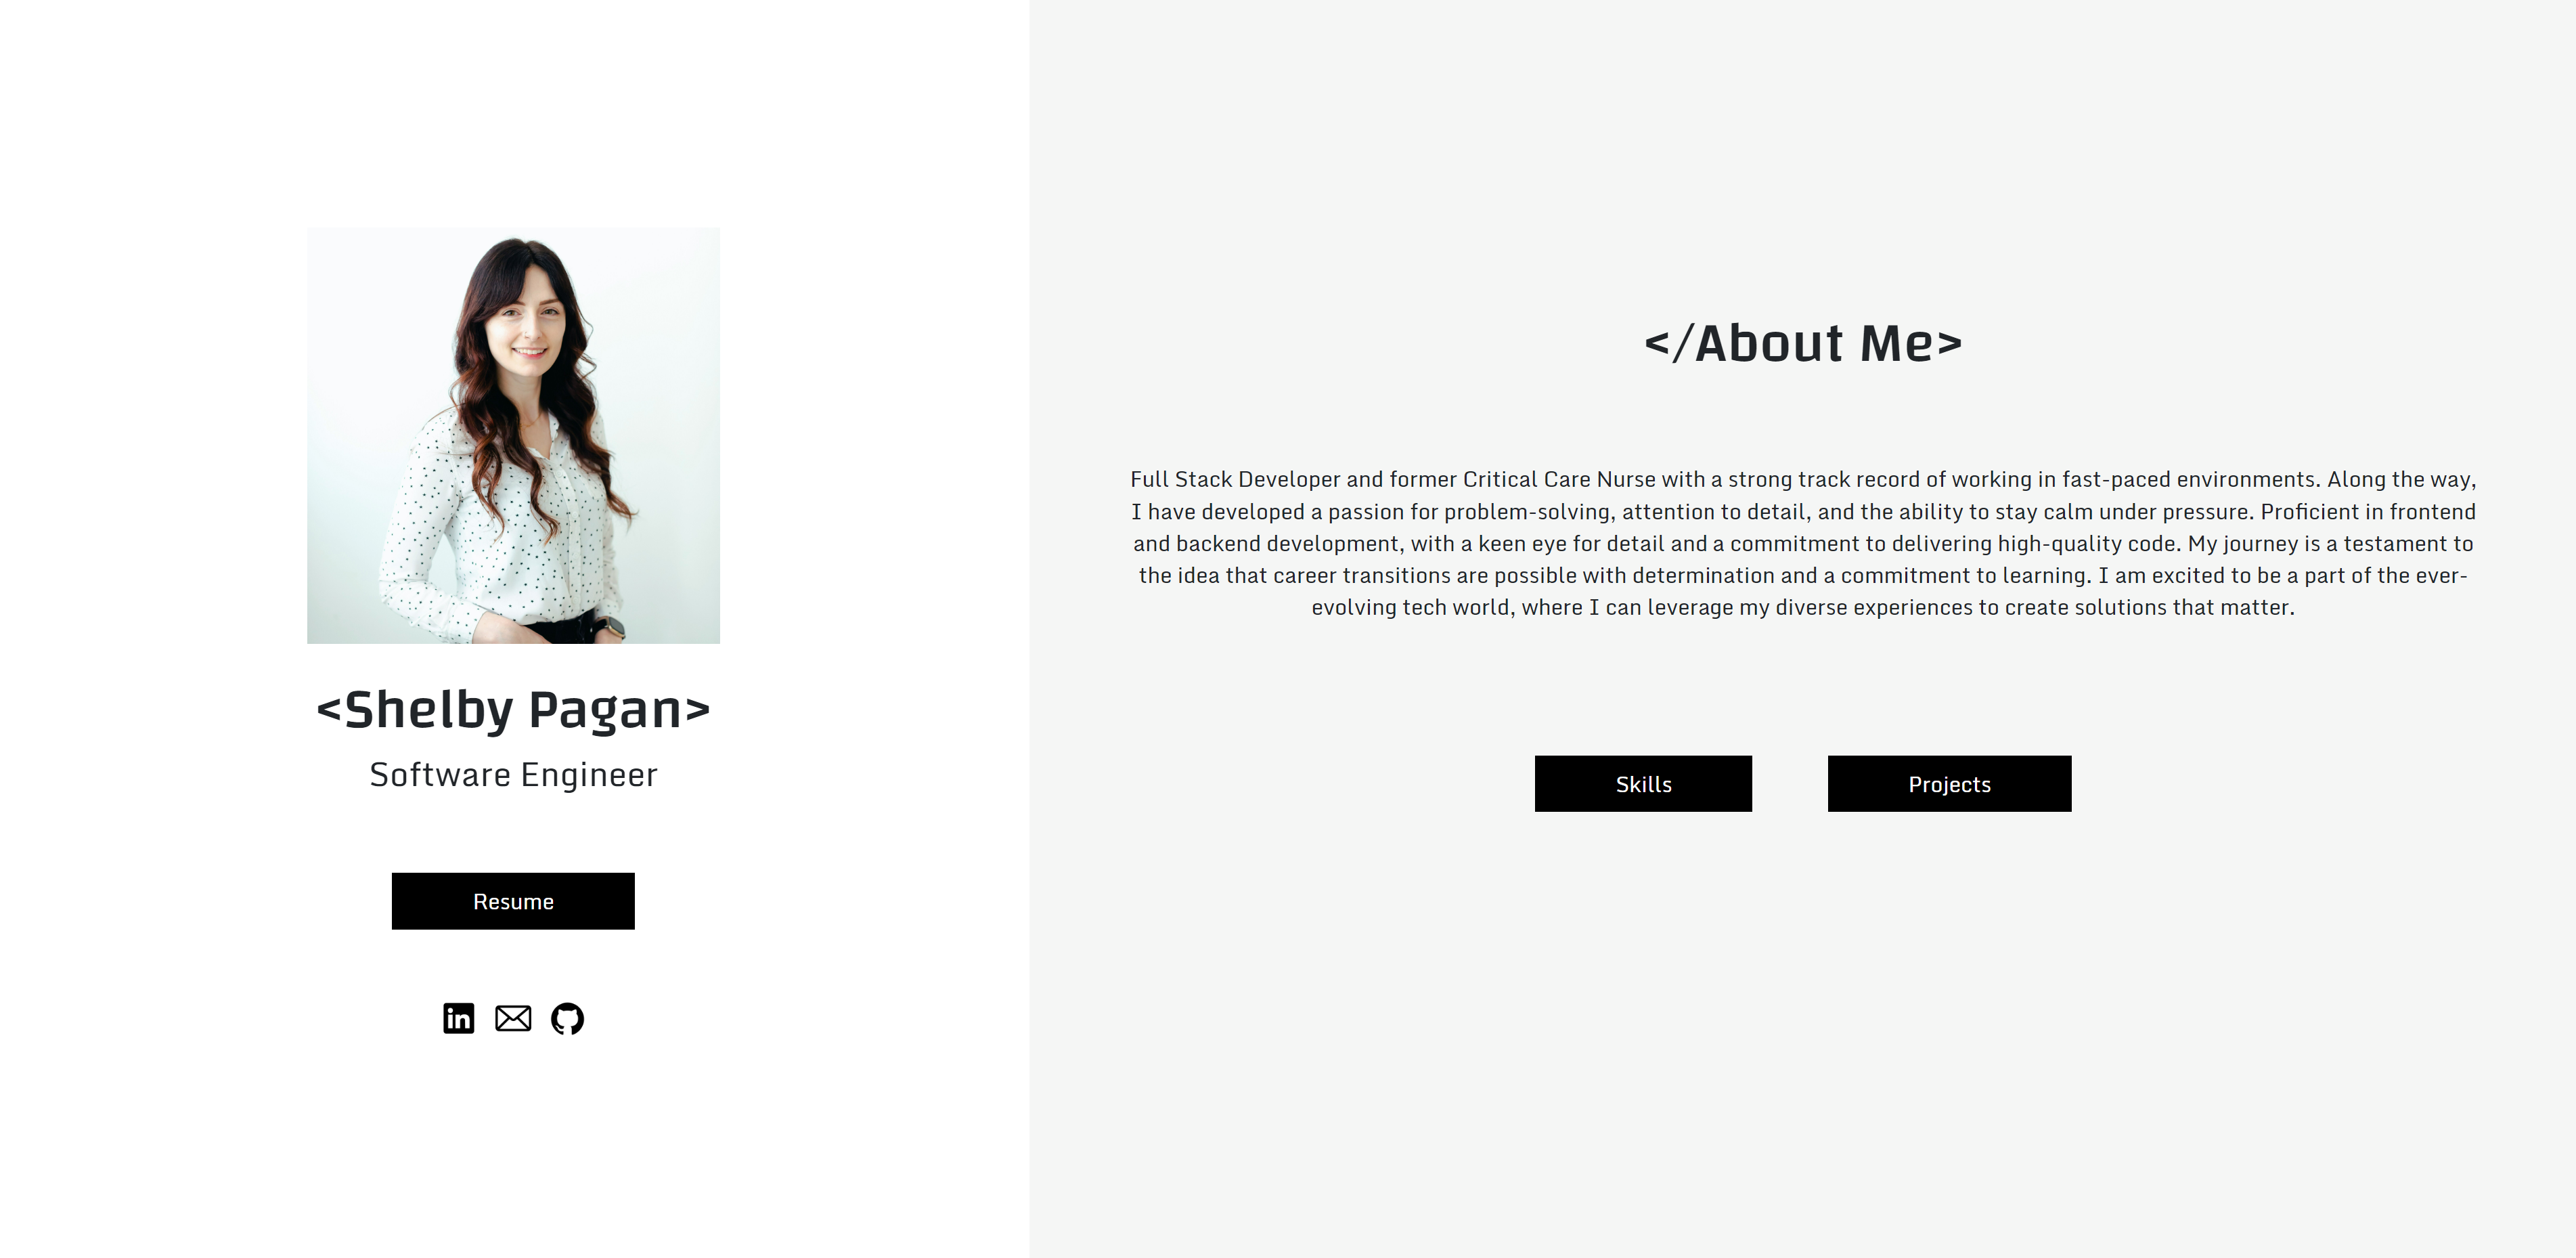 <Shelby Pagan>
Software Engineer
Resume
in
</About Me>
Full Stack Developer and former Critical Care Nurse with a strong track record of working in fast-paced environments. Along the way,
I have developed a passion for problem-solving, attention to detail, and the ability to stay calm under pressure. Proficient in frontend
and backend development, with a keen eye for detail and a commitment to delivering high-quality code. My journey is a testament to
the idea that career transitions are possible with determination and a commitment to learning. I am excited to be a part of the ever-
evolving tech world, where I can leverage my diverse experiences to create solutions that matter.
Skills
Projects